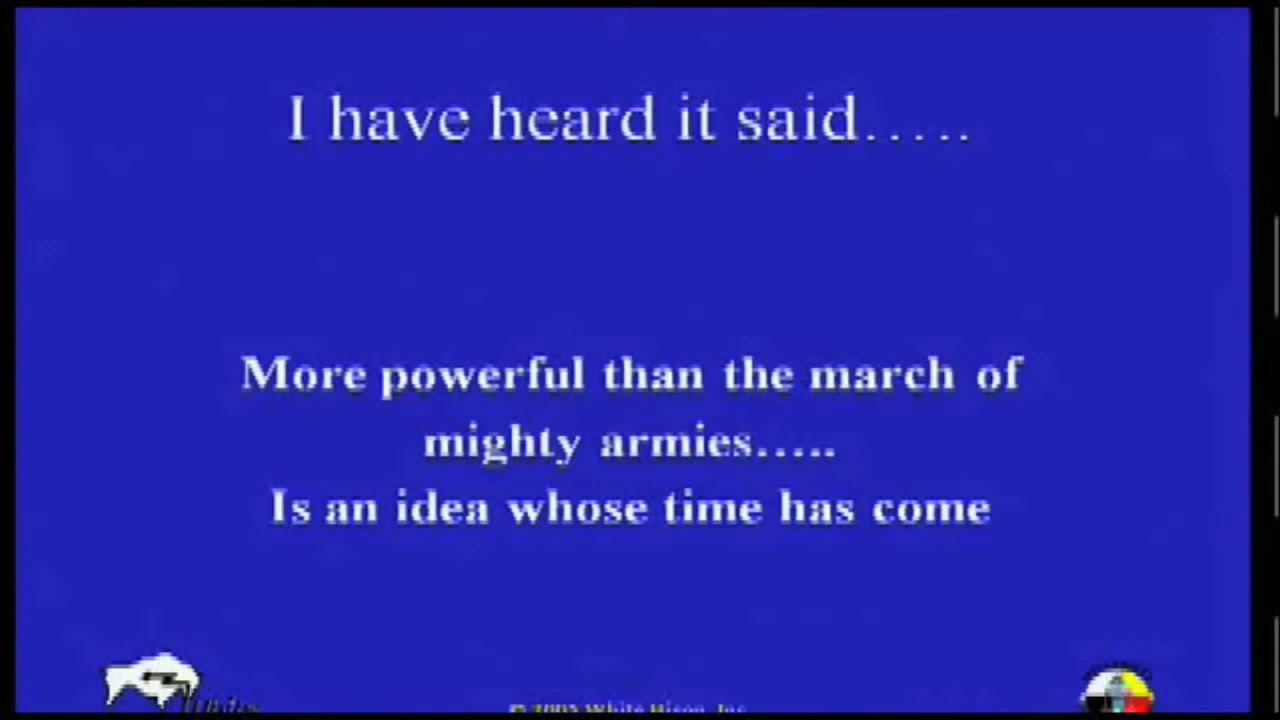 I have heard it said.....
More powerful than the march of
mighty armies.....
Is an idea whose time has come
White